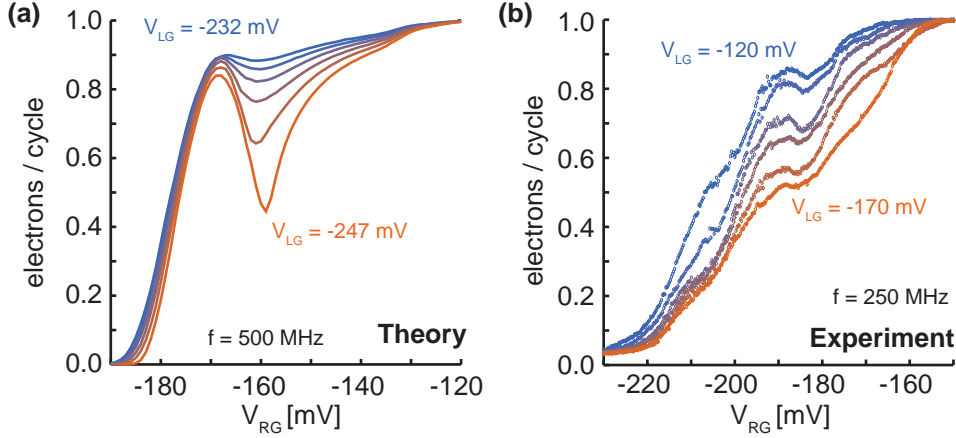 (a)
V_LG = -232 mV
1.0
0.8
0.6
0.4
0.2
0.0
electrons / cycle
V_LG = -247 mV
f = 500 MHz
Theory
-180
-160
-140
-120
V_RG [mV]
(b)
V_LG = -120 mV
1.0
0.8
0.6
0.4
0.2
0.0
electrons / cycle
V_LG = -170 mV
f = 250 MHz
Experiment
-220
-200
-180
-160
V_RG [mV]